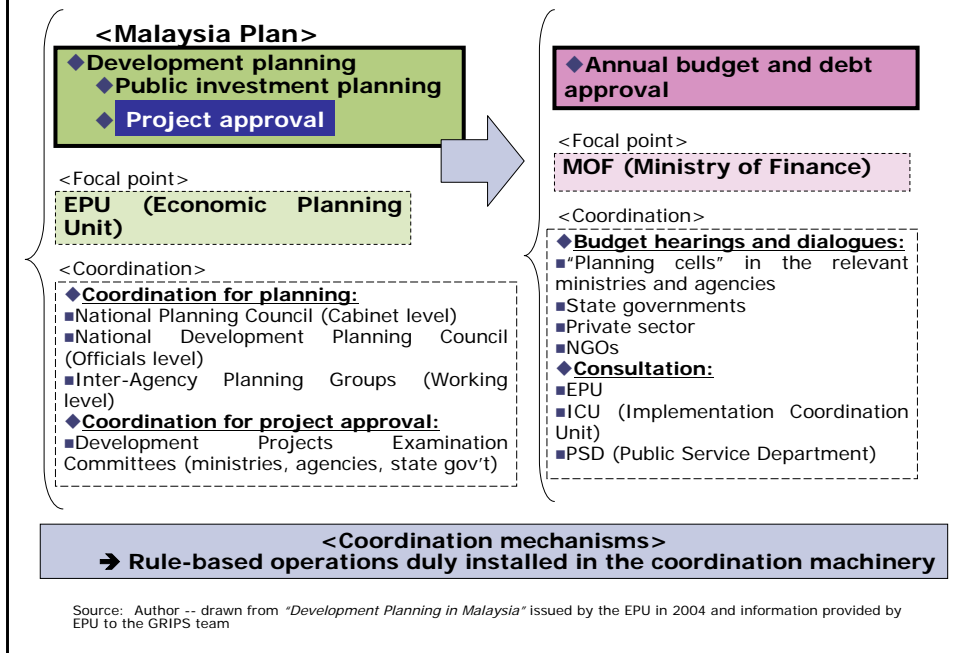 <Malaysia Plan>
◆Development planning
◆Public investment planning
◆ Project approval
<Focal point>
EPU (Economic Planning
Unit)
<Coordination>
◆Coordination for planning:
■National Planning Council (Cabinet level)
■National Development Planning Council
(Officials level)
■Inter-Agency Planning Groups (Working
level)
◆Coordination for project approval:
■Development Projects Examination
Committees (ministries, agencies, state gov't)
◆Annual budget and debt
approval
<Focal point>
MOF (Ministry of Finance)
<Coordination>
◆Budget hearings and dialogues:
■“Planning cells” in the relevant
ministries and agencies
■State governments
■Private sector
■NGOs
◆Consultation:
■EPU
■ICU (Implementation Coordination
Unit)
■PSD (Public Service Department)
<Coordination mechanisms>
➔ Rule-based operations duly installed in the coordination machinery
Source: Author -- drawn from “Development Planning in Malaysia” issued by the EPU in 2004 and information provided by
EPU to the GRIPS team